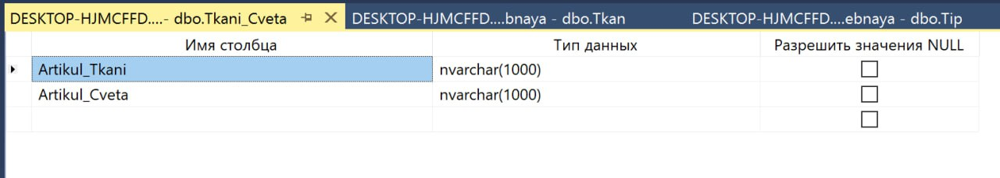 DESKTOP-HJMCFFD....- dbo.Tkani_Cveta DESKTOP-HJMCFFD....bnaya - dbo.Tkan DESKTOP-HJMCFFD....ebnaya - dbo.Tip
Имя столбца Тип данных Разрешить значения NULL
Artikul_Tkani nvarchar(1000)
Artikul_Cveta nvarchar(1000)